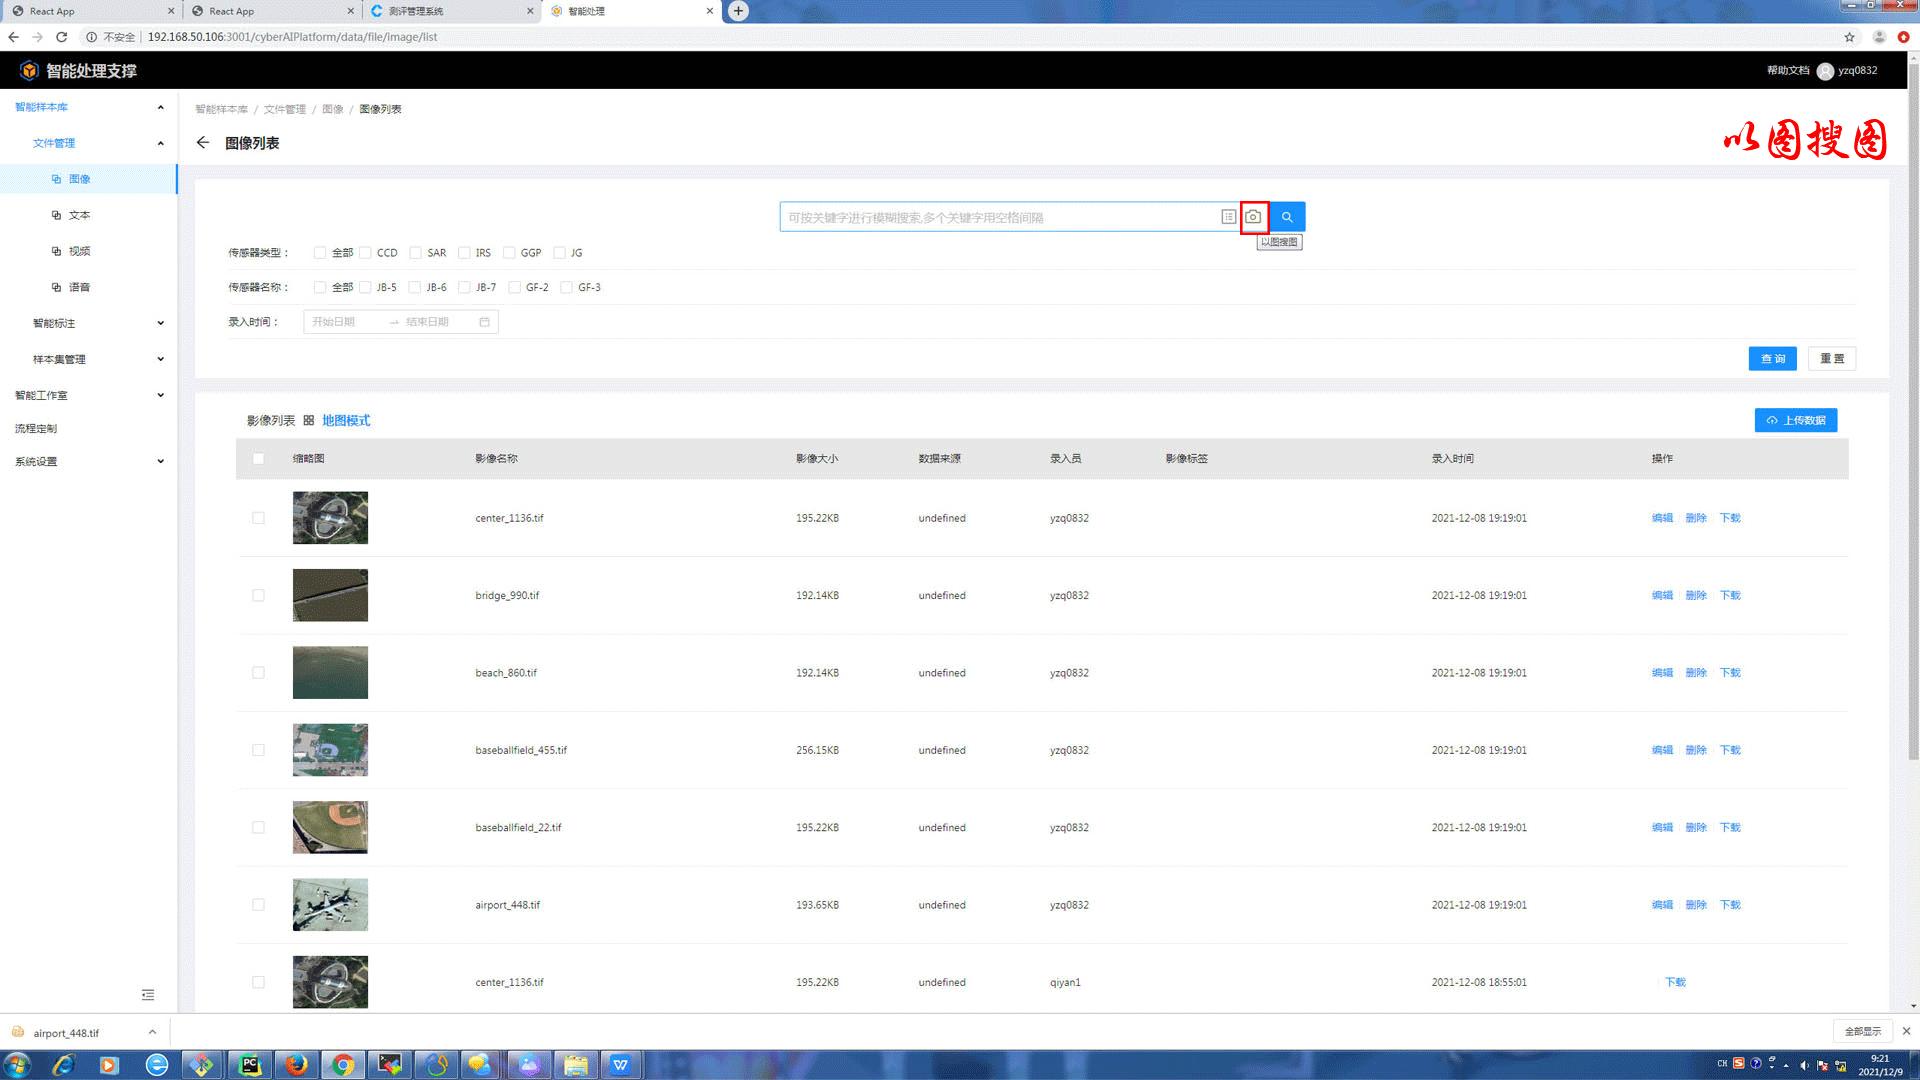 React App
React App
测评管理系统
智能处理
不安全
192.168.50.106:3001/cyberAIPlatform/data/file/image/list
智能处理支撑
帮助文档
yzq0832
智能样本库
文件管理
图像
文本
视频
语音
智能标注
样本集管理
智能工作室
流程定制
系统设置
智能样本库 / 文件管理 / 图像 / 图像列表
图像列表
以图搜图
可按关键字进行模糊搜索,多个关键字用空格间隔
以图搜图
传感器类型： 全部 CCD SAR IRS GGP JG
传感器名称： 全部 JB-5 JB-6 JB-7 GF-2 GF-3
录入时间： 开始日期 → 结束日期
查 询 重 置
影像列表 地图模式
上传数据
缩略图 影像名称 影像大小 数据来源 录入员 影像标签 录入时间 操作
center_1136.tif 195.22KB undefined yzq0832 2021-12-08 19:19:01 编辑 删除 下载
bridge_990.tif 192.14KB undefined yzq0832 2021-12-08 19:19:01 编辑 删除 下载
beach_860.tif 192.14KB undefined yzq0832 2021-12-08 19:19:01 编辑 删除 下载
baseballfield_455.tif 256.15KB undefined yzq0832 2021-12-08 19:19:01 编辑 删除 下载
baseballfield_22.tif 195.22KB undefined yzq0832 2021-12-08 19:19:01 编辑 删除 下载
airport_448.tif 193.65KB undefined yzq0832 2021-12-08 19:19:01 编辑 删除 下载
center_1136.tif 195.22KB undefined qiyan1 2021-12-08 18:55:01 下载
airport_448.tif
全部显示
CH
9:21
2021/12/9